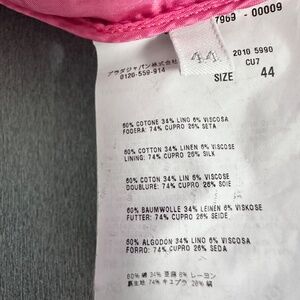 7969 - 00009
プラダジャパン株式会社
0120-559-914
44
2010 5990
CU7
SIZE 44
60% COTONE 34% LINO 6% VISCOSA
FODERA: 74% CUPRO 26% SETA
60% COTTON 34% LINEN 6% VISCOSE
LINING: 74% CUPRO 26% SILK
60% COTON 34% LIN 6% VISCOSE
DOUBLURE: 74% CUPRO 26% SOIE
60% BAUMWOLLE 34% LEINEN 6% VISKOSE
FUTTER: 74% CUPRO 26% SEIDE
60% ALGODON 34% LINO 6% VISCOSA
FORRO: 74% CUPRO 26% SEDA
60% 綿 34% 亜麻 6% レーヨン
裏生地 74% キュプラ 26% 絹